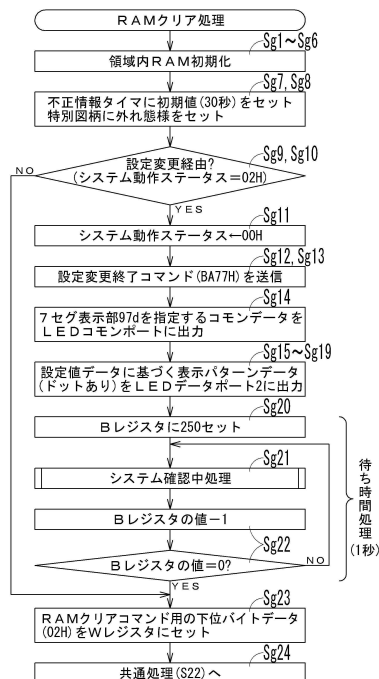 RAMクリア処理
Sg1～Sg6
領域内RAM初期化
Sg7, Sg8
不正情報タイマに初期値(30秒)をセット
特別図柄に外れ態様をセット
Sg9, Sg10
設定変更経由?
(システム動作ステータス＝02H)
NO
YES
Sg11
システム動作ステータス←00H
Sg12, Sg13
設定変更終了コマンド(BA77H)を送信
Sg14
7セグ表示部97dを指定するコモンデータを
LEDコモンポートに出力
Sg15～Sg19
設定値データに基づく表示パターンデータ
(ドットあり)をLEDデータポート2に出力
Sg20
Bレジスタに250セット
Sg21
システム確認中処理
Bレジスタの値－1
Sg22
Bレジスタの値＝0?
NO
YES
待ち時間処理
(1秒)
Sg23
RAMクリアコマンド用の下位バイトデータ
(02H)をWレジスタにセット
Sg24
共通処理(S22)へ